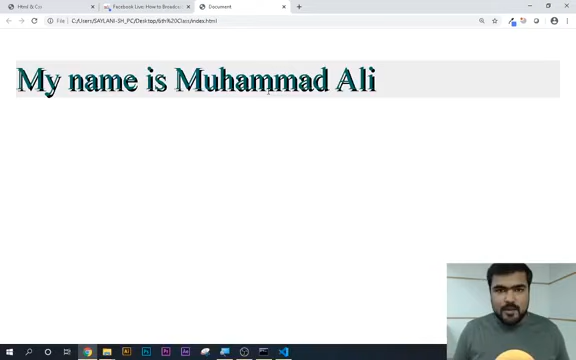 Html & Css
Facebook Live: How to Broadcast
Document
File
C:/Users/SAYLANI-SH_PC/Desktop/6th%20Class/index.html
My name is Muhammad Ali